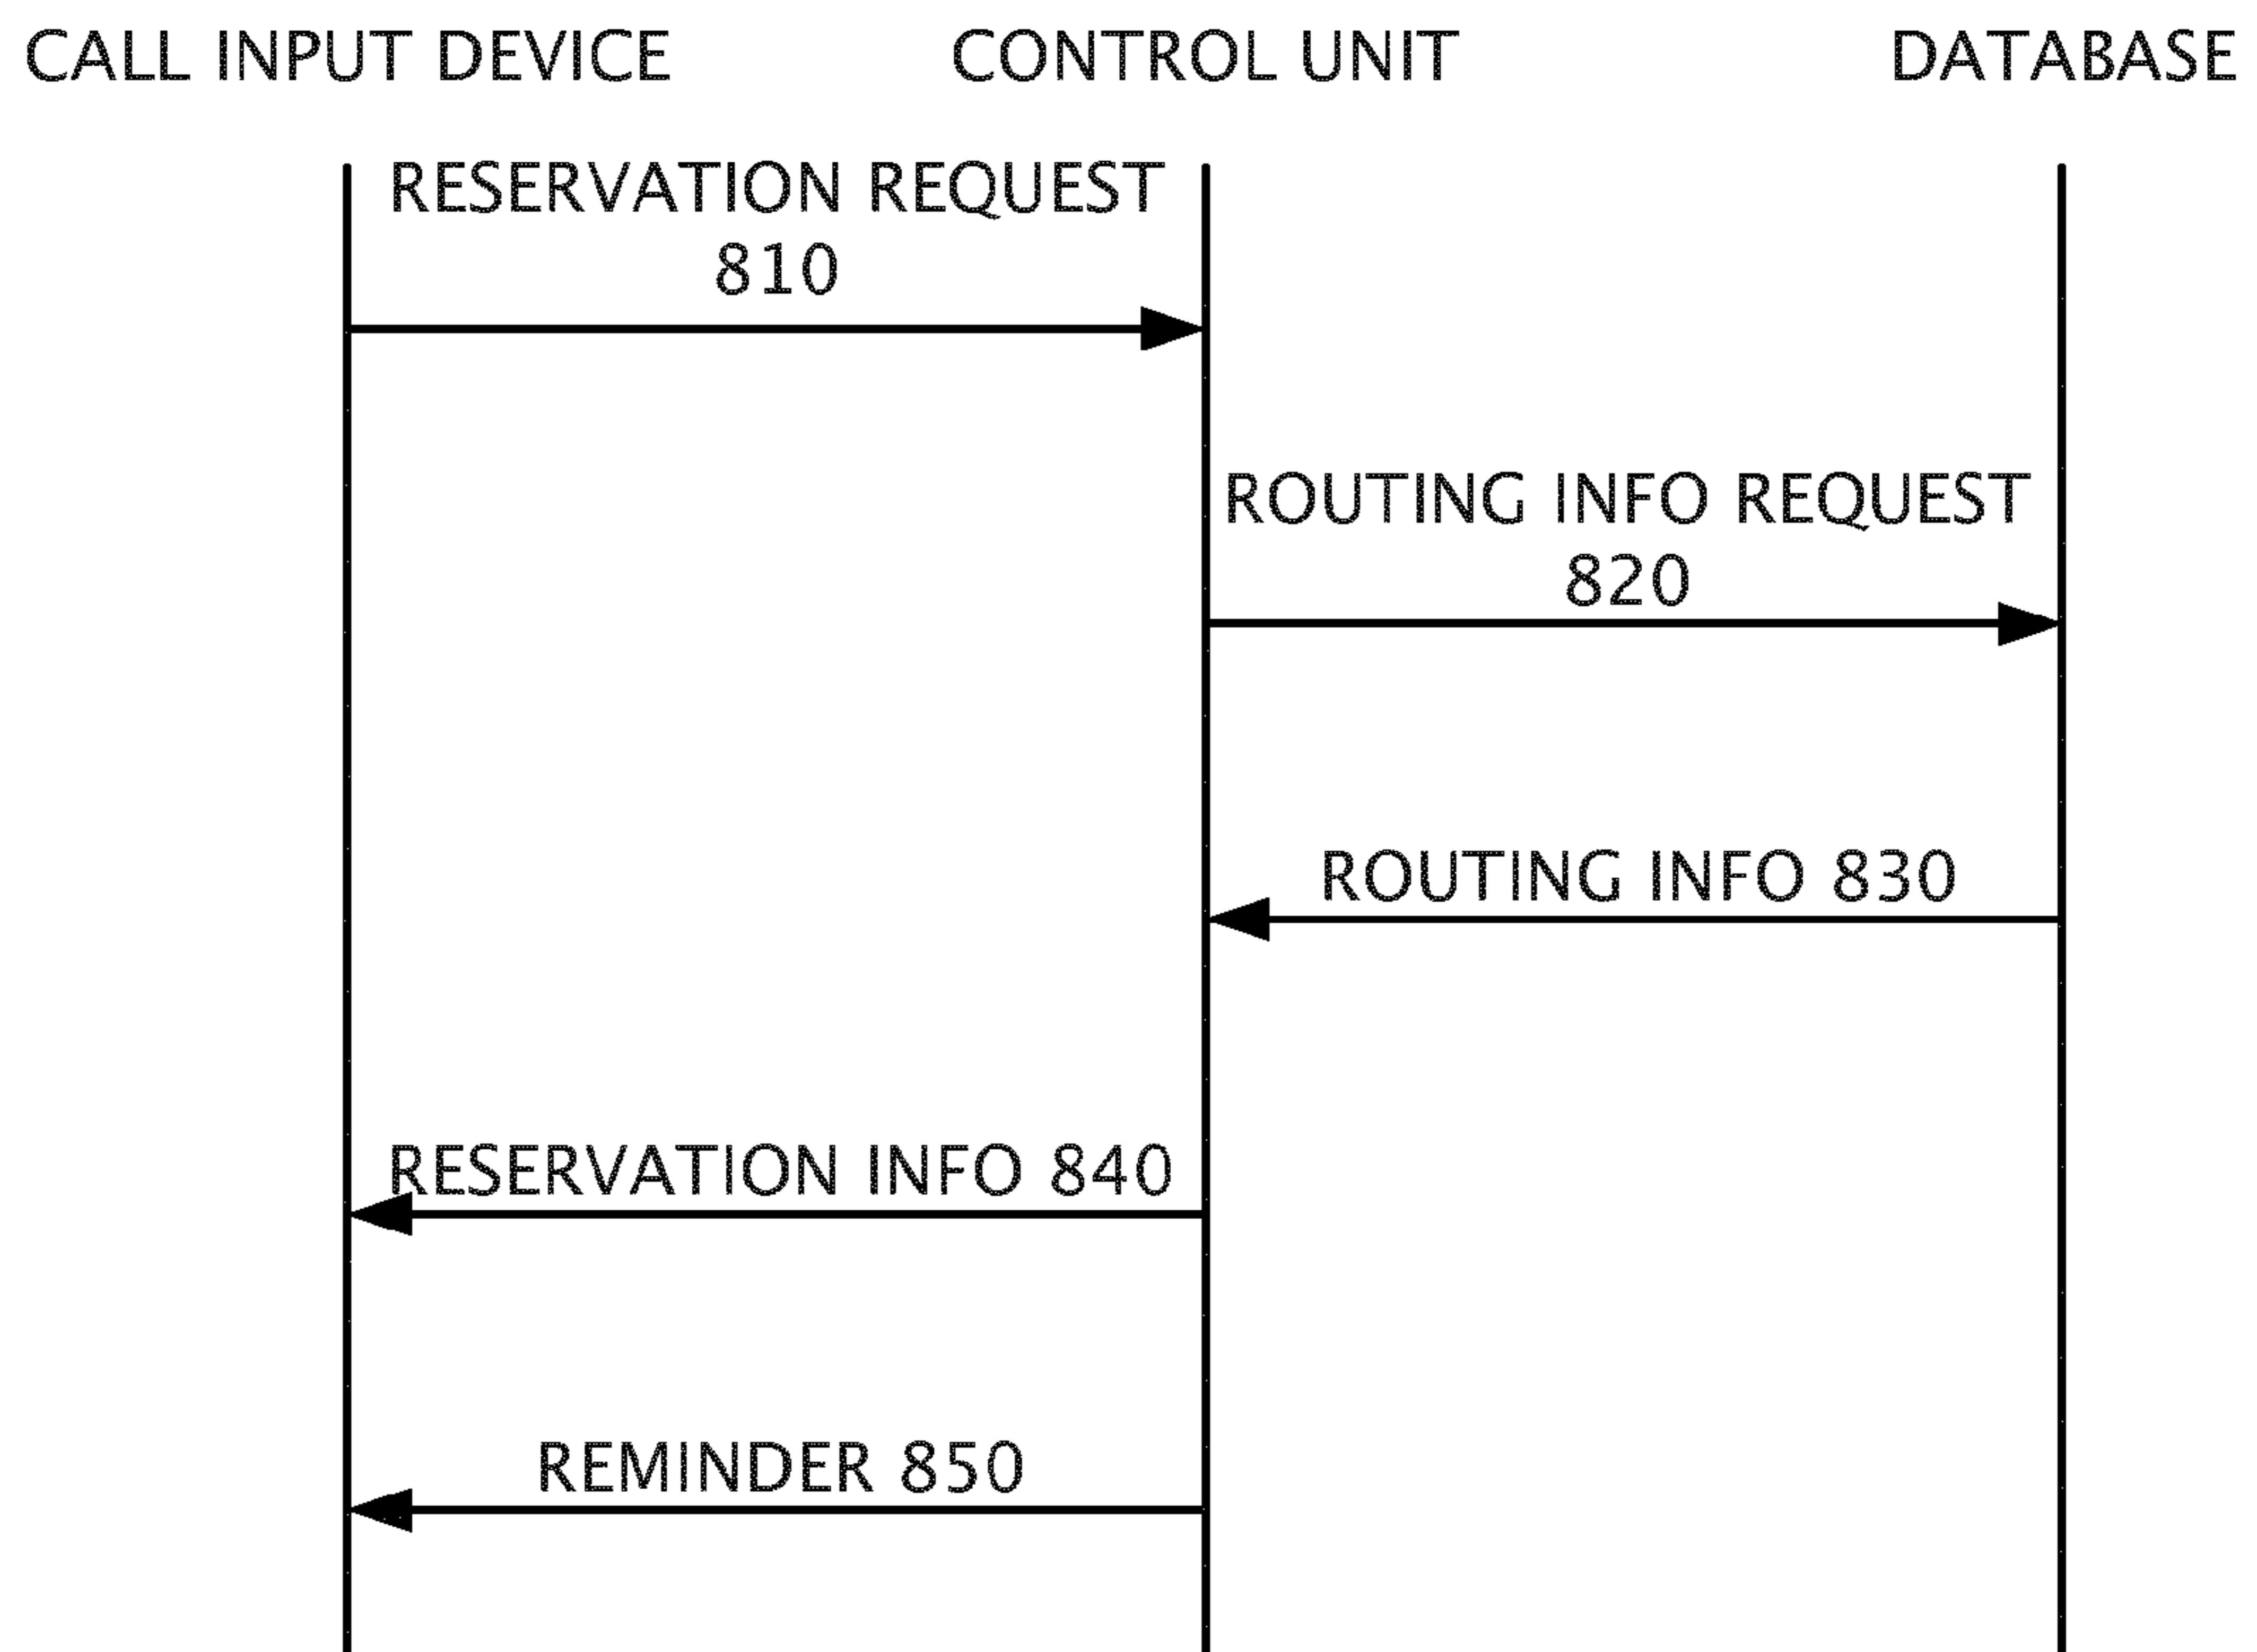 CALL INPUT DEVICE
CONTROL UNIT
DATABASE
RESERVATION REQUEST
810
ROUTING INFO REQUEST
820
ROUTING INFO 830
RESERVATION INFO 840
REMINDER 850